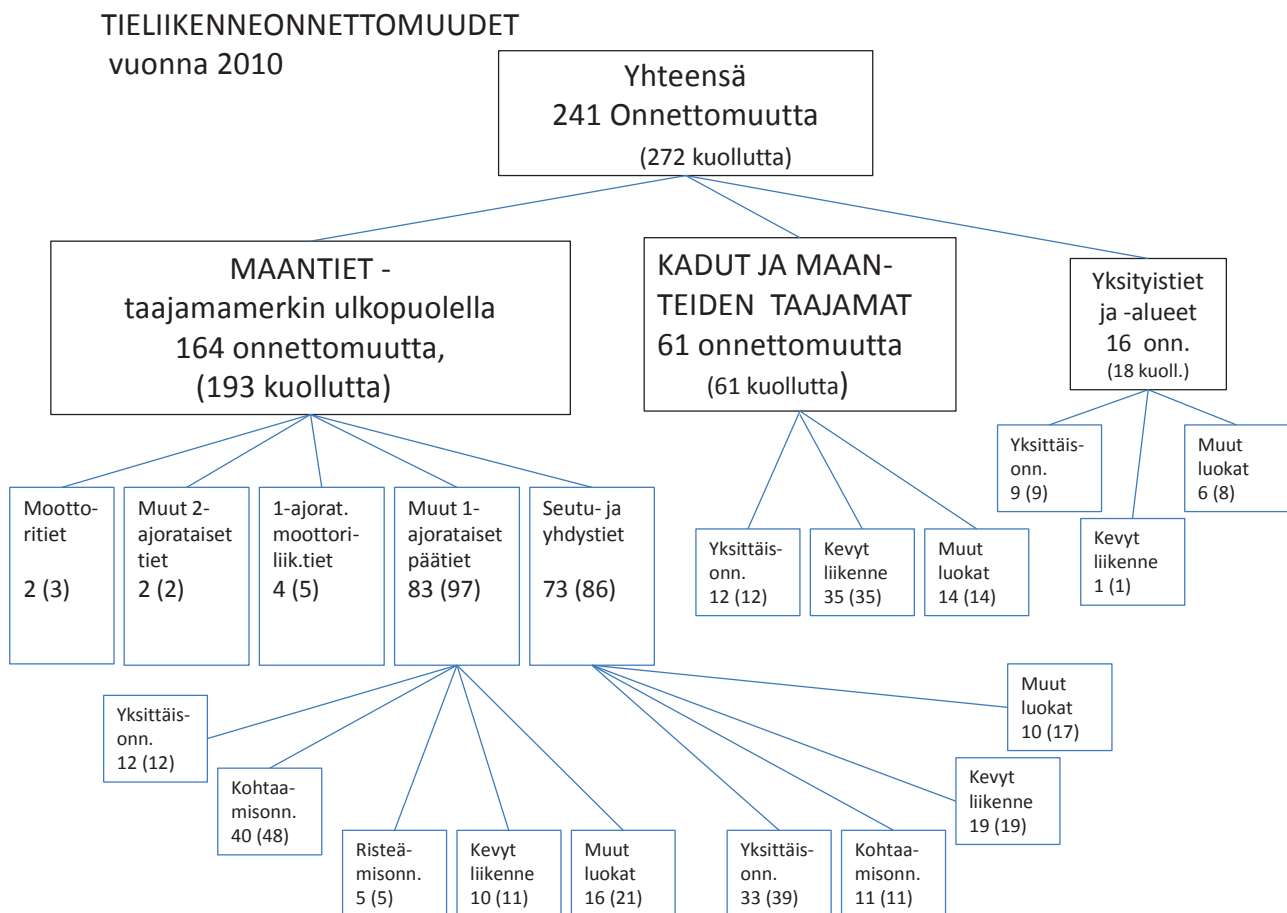 TIELIIKENNEONNETTOMUUDET
vuonna 2010
Yhteensä
241 Onnettomuutta
(272 kuollutta)
MAANTIET -
taajamamerkin ulkopuolella
164 onnettomuutta,
(193 kuollutta)
KADUT JA MAAN-
TEIDEN TAAJAMAT
61 onnettomuutta
(61 kuollutta)
Yksityistiet
ja -alueet
16 onn.
(18 kuoll.)
Mootto-
ritiet
2 (3)
Muut 2-
ajorataiset
tiet
2 (2)
1-ajorat.
moottori-
liik.tiet
4 (5)
Muut 1-
ajorataiset
päätiet
83 (97)
Seutu- ja
yhdystiet
73 (86)
Yksittäis-
onn.
12 (12)
Kevyt
liikenne
35 (35)
Muut
luokat
14 (14)
Yksittäis-
onn.
9 (9)
Kevyt
liikenne
1 (1)
Muut
luokat
6 (8)
Yksittäis-
onn.
12 (12)
Kohtaa-
misonn.
40 (48)
Risteä-
misonn.
5 (5)
Kevyt
liikenne
10 (11)
Muut
luokat
16 (21)
Yksittäis-
onn.
33 (39)
Kohtaa-
misonn.
11 (11)
Kevyt
liikenne
19 (19)
Muut
luokat
10 (17)